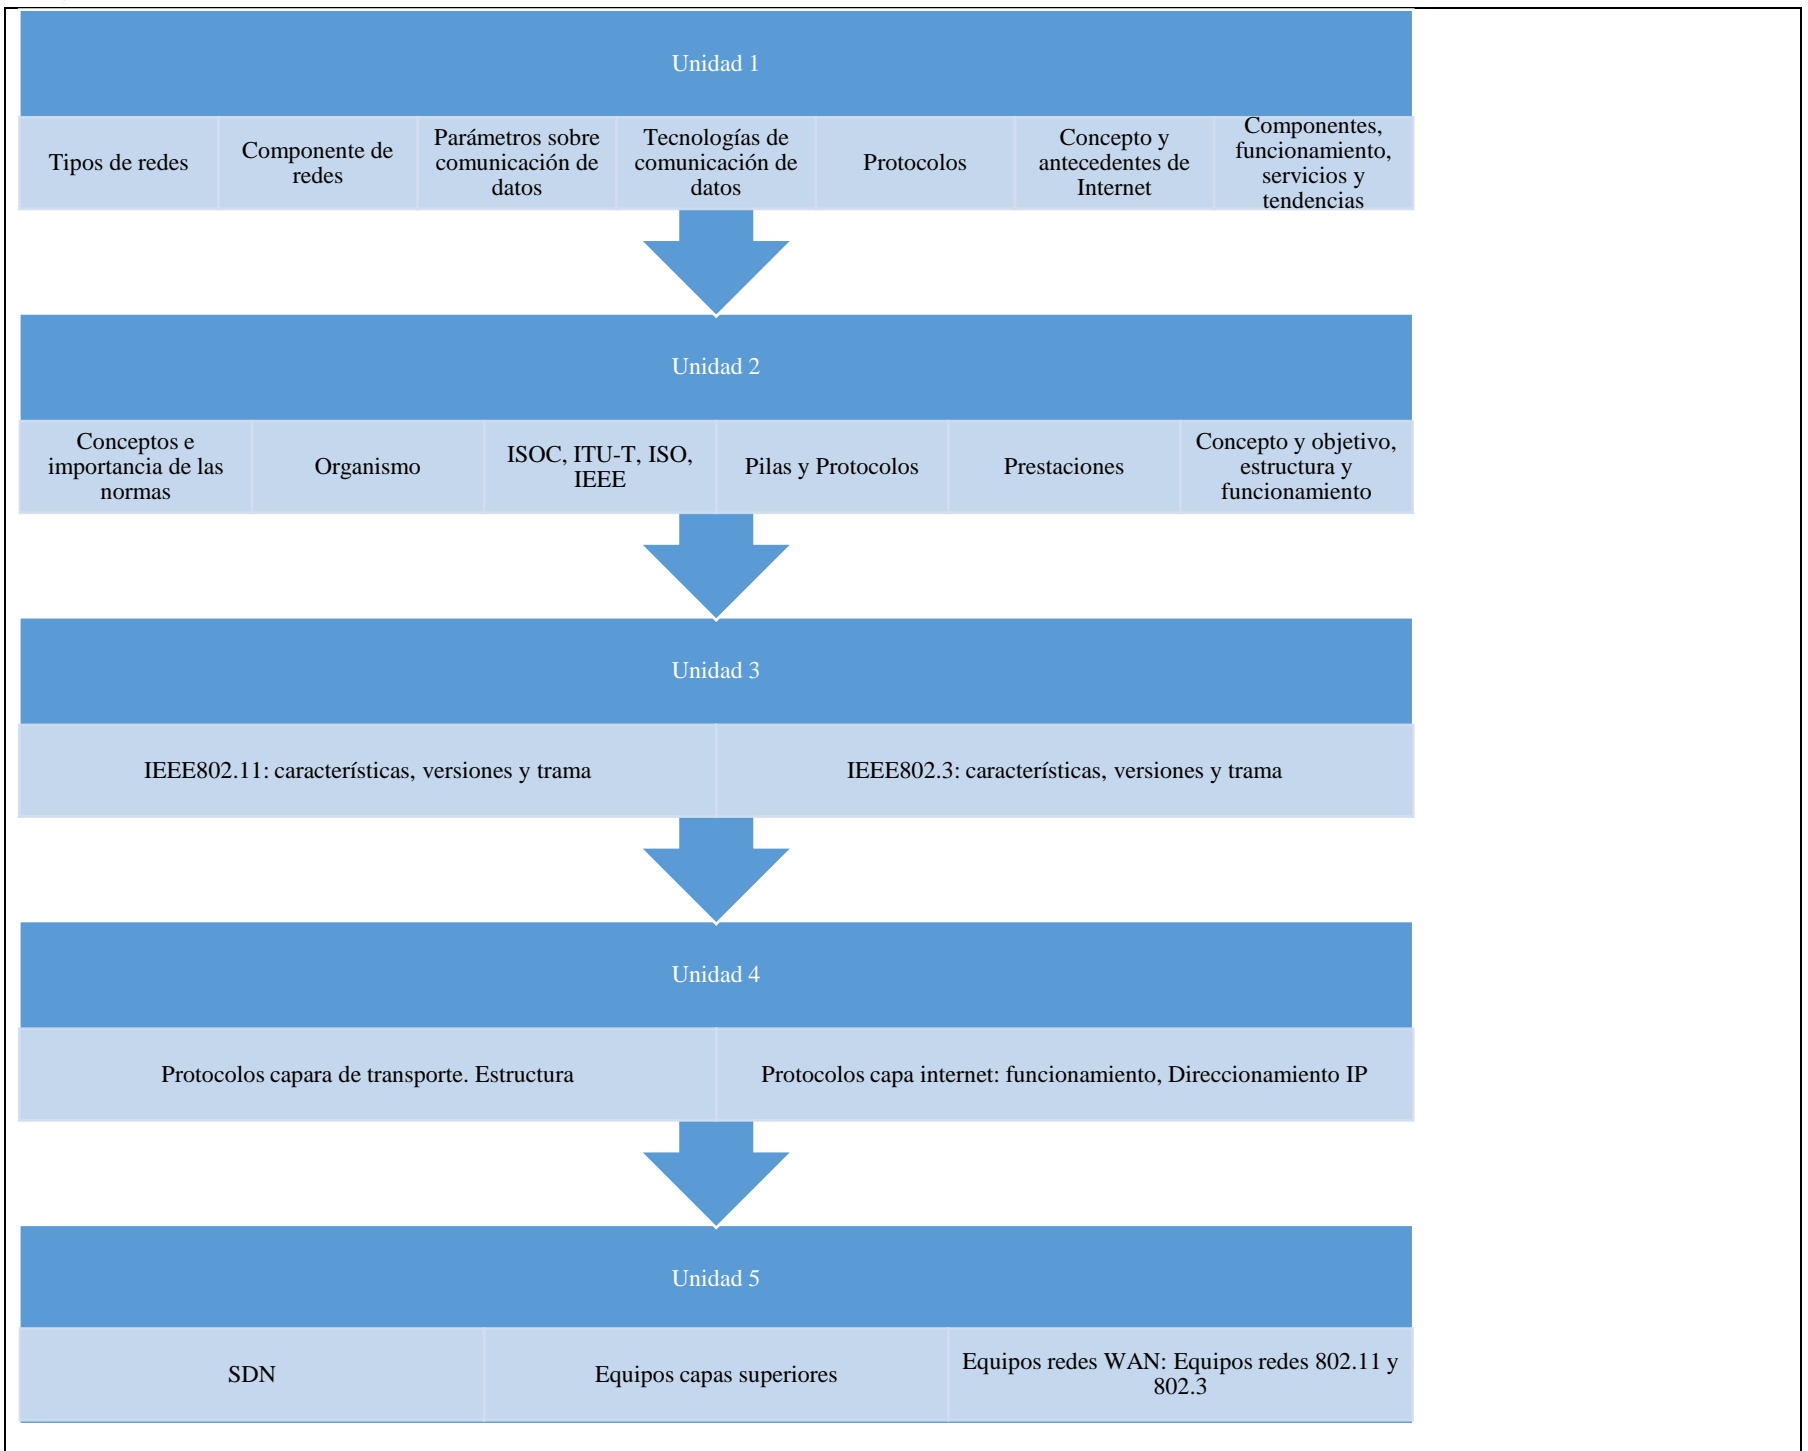 Unidad 1
Tipos de redes
Componente de
redes
Parámetros sobre
comunicación de
datos
Tecnologías de
comunicación de
datos
Protocolos
Concepto y
antecedentes de
Internet
Componentes,
funcionamiento,
servicios y
tendencias
Unidad 2
Conceptos e
importancia de las
normas
Organismo
ISOC, ITU-T, ISO,
IEEE
Pilas y Protocolos
Prestaciones
Concepto y objetivo,
estructura y
funcionamiento
Unidad 3
IEEE802.11: características, versiones y trama
IEEE802.3: características, versiones y trama
Unidad 4
Protocolos capara de transporte. Estructura
Protocolos capa internet: funcionamiento, Direccionamiento IP
Unidad 5
SDN
Equipos capas superiores
Equipos redes WAN: Equipos redes 802.11 y
802.3